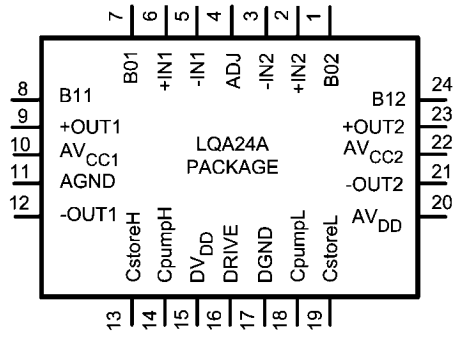 7 6 5 4 3 2 1
B01 +IN1 -IN1 ADJ -IN2 +IN2 B02
8 B11 B12 24
9 +OUT1 +OUT2 23
10 AVCC1 LQA24A AVCC2 22
11 AGND PACKAGE -OUT2 21
12 -OUT1 AVDD 20
CstoreH CpumpH DVDD DRIVE DGND CpumpL CstoreL
13 14 15 16 17 18 19